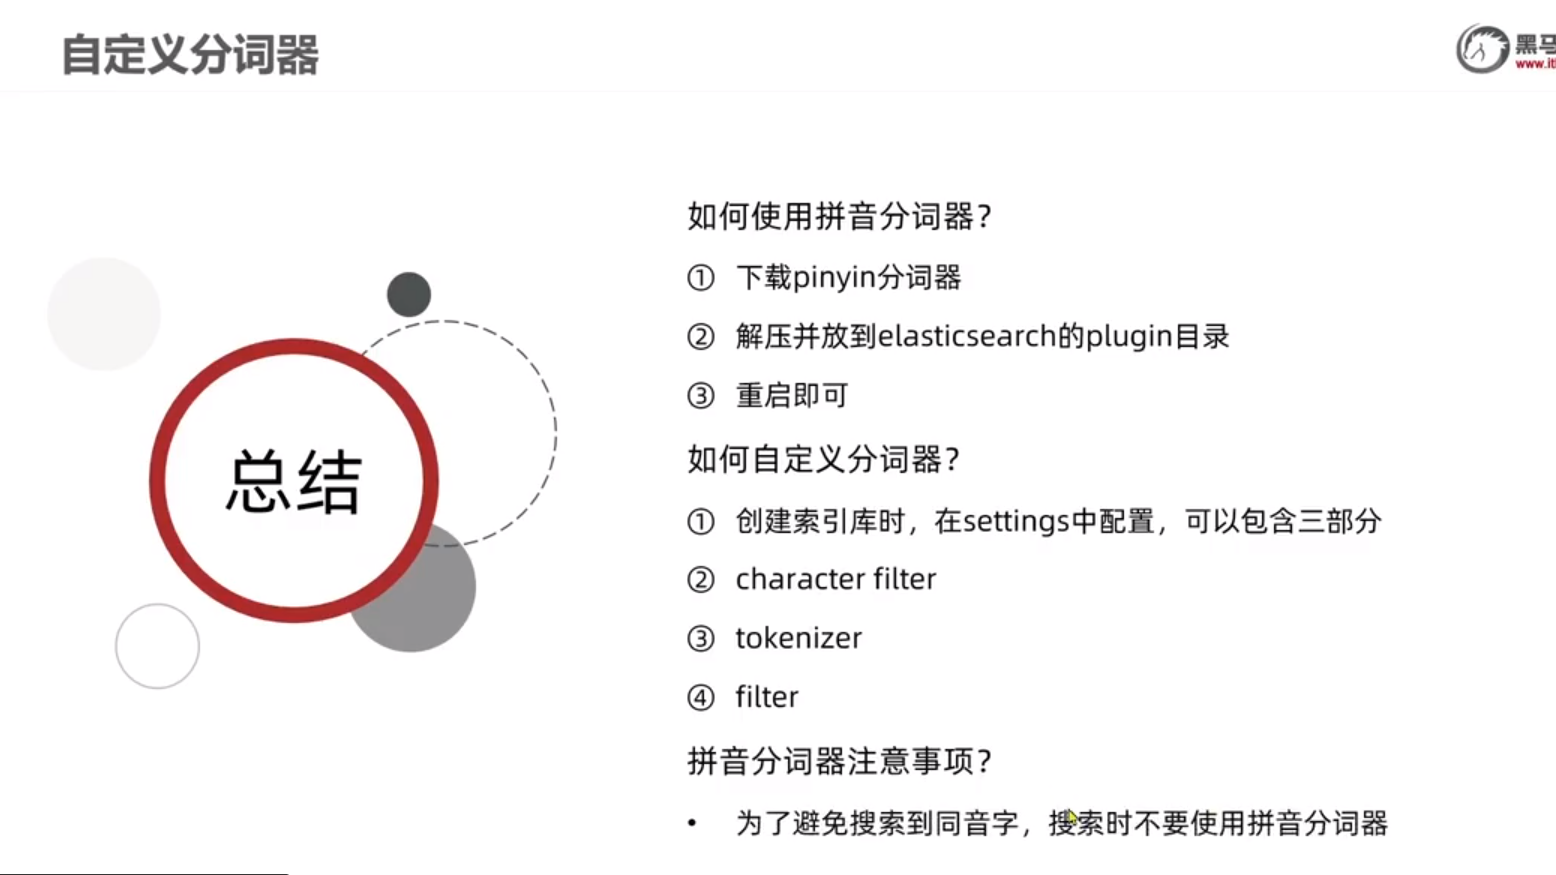 自定义分词器
黑马
www.it
如何使用拼音分词器？
① 下载pinyin分词器
② 解压并放到elasticsearch的plugin目录
③ 重启即可
总结
如何自定义分词器？
① 创建索引库时，在settings中配置，可以包含三部分
② character filter
③ tokenizer
④ filter
拼音分词器注意事项？
• 为了避免搜索到同音字，搜索时不要使用拼音分词器